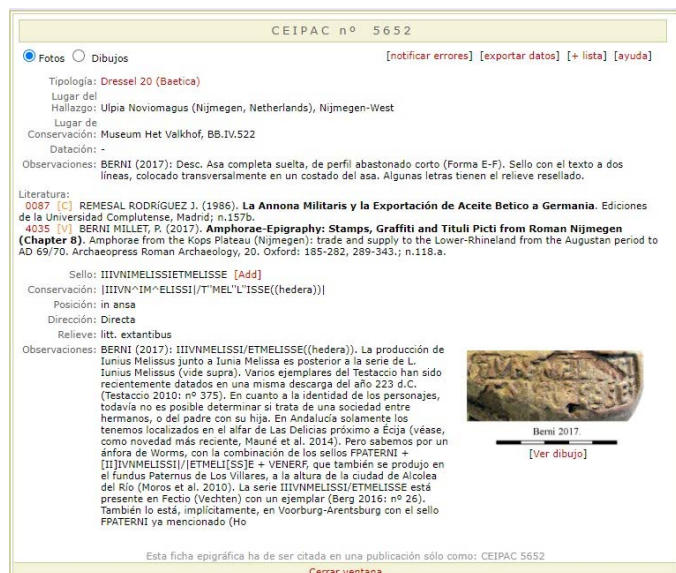 CEIPAC nº 5652
Fotos Dibujos [notificar errores] [exportar datos] [+ lista] [ayuda]
Tipología: Dressel 20 (Baetica)
Lugar del
Hallazgo: Ulpia Noviomagus (Nijmegen, Netherlands), Nijmegen-West
Lugar de
Conservación: Museum Het Valkhof, BB.IV.522
Datación: -
Observaciones: BERNI (2017): Desc. Asa completa suelta, de perfil abastonado corto (Forma E-F). Sello con el texto a dos
líneas, colocado transversalmente en un costado del asa. Algunas letras tienen el relieve resellado.
Literatura:
0087 [C] REMESAL RODRíGUEZ J. (1986). La Annona Militaris y la Exportación de Aceite Betico a Germania. Ediciones
de la Universidad Complutense, Madrid; n.157b.
4035 [V] BERNI MILLET, P. (2017). Amphorae-Epigraphy: Stamps, Graffiti and Tituli Picti from Roman Nijmegen
(Chapter 8). Amphorae from the Kops Plateau (Nijmegen): trade and supply to the Lower-Rhineland from the Augustan period to
AD 69/70. Archaeopress Roman Archaeology, 20. Oxford: 185-282, 289-343.; n.118.a.
Sello: IIIVNIMELISSIETMELISSE [Add]
Conservación: |IIIVN^IM^ELISSI|/T"MEL"L"ISSE((hedera))|
Posición: in ansa
Dirección: Directa
Relieve: litt. extantibus
Observaciones: BERNI (2017): IIIVNMELISSI/ETMELISSE((hedera)). La producción de
Iunius Melissus junto a Iunia Melissa es posterior a la serie de L.
Iunius Melissus (vide supra). Varios ejemplares del Testaccio han sido
recientemente datados en una misma descarga del año 223 d.C.
(Testaccio 2010: nº 375). En cuanto a la identidad de los personajes,
todavía no es posible determinar si trata de una sociedad entre
hermanos, o del padre con su hija. En Andalucía solamente los
tenemos localizados en el alfar de Las Delicias próximo a Écija (véase,
como novedad más reciente, Mauné et al. 2014). Pero sabemos por un
ánfora de Worms, con la combinación de los sellos FPATERNI +
[II]IVNMELISSI|/|ETMELI[SS]E + VENERF, que también se produjo en
el fundus Paternus de Los Villares, a la altura de la ciudad de Alcolea
del Río (Moros et al. 2010). La serie IIIVNMELISSI/ETMELISSE está
presente en Fectio (Vechten) con un ejemplar (Berg 2016: nº 26).
También lo está, implícitamente, en Voorburg-Arentsburg con el sello
FPATERNI ya mencionado (Ho
Berni 2017.
[Ver dibujo]
Esta ficha epigráfica ha de ser citada en una publicación sólo como: CEIPAC 5652
Cerrar ventana